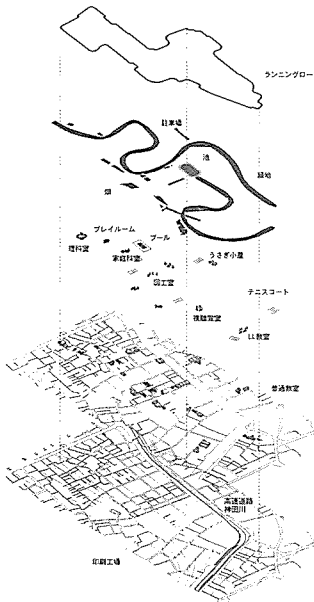 ランニングロー
駐車場
池
緑地
畑
プレイルーム
プール
理科室
家庭科室
うさぎ小屋
図工室
テニスコート
視聴覚室
LL教室
普通教室
高速道路
神田川
印刷工場